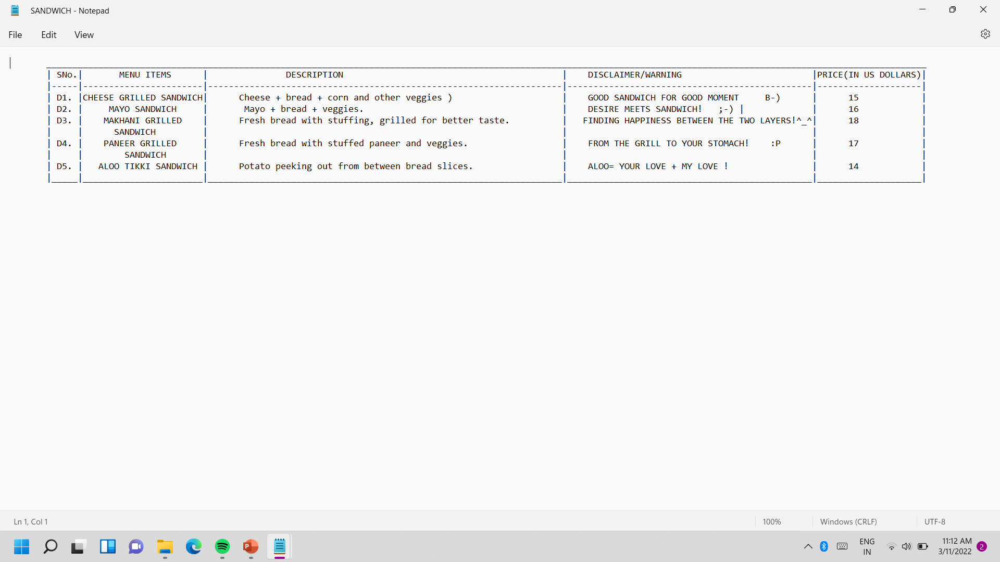 SANDWICH - Notepad
File Edit View
| SNo.| MENU ITEMS | DESCRIPTION | DISCLAIMER/WARNING |PRICE(IN US DOLLARS)|
| D1. |CHEESE GRILLED SANDWICH| Cheese + bread + corn and other veggies ) | GOOD SANDWICH FOR GOOD MOMENT B-) | 15 |
| D2. | MAYO SANDWICH | Mayo + bread + veggies. | DESIRE MEETS SANDWICH! ;-) | | 16 |
| D3. | MAKHANI GRILLED | Fresh bread with stuffing, grilled for better taste. | FINDING HAPPINESS BETWEEN THE TWO LAYERS!^_^| 18 |
| | SANDWICH | | | |
| D4. | PANEER GRILLED | Fresh bread with stuffed paneer and veggies. | FROM THE GRILL TO YOUR STOMACH! :P | 17 |
| | SANDWICH | | | |
| D5. | ALOO TIKKI SANDWICH | Potato peeking out from between bread slices. | ALOO= YOUR LOVE + MY LOVE ! | 14 |
Ln 1, Col 1 100% Windows (CRLF) UTF-8
P ENG 11:12 AM
IN 3/11/2022 2